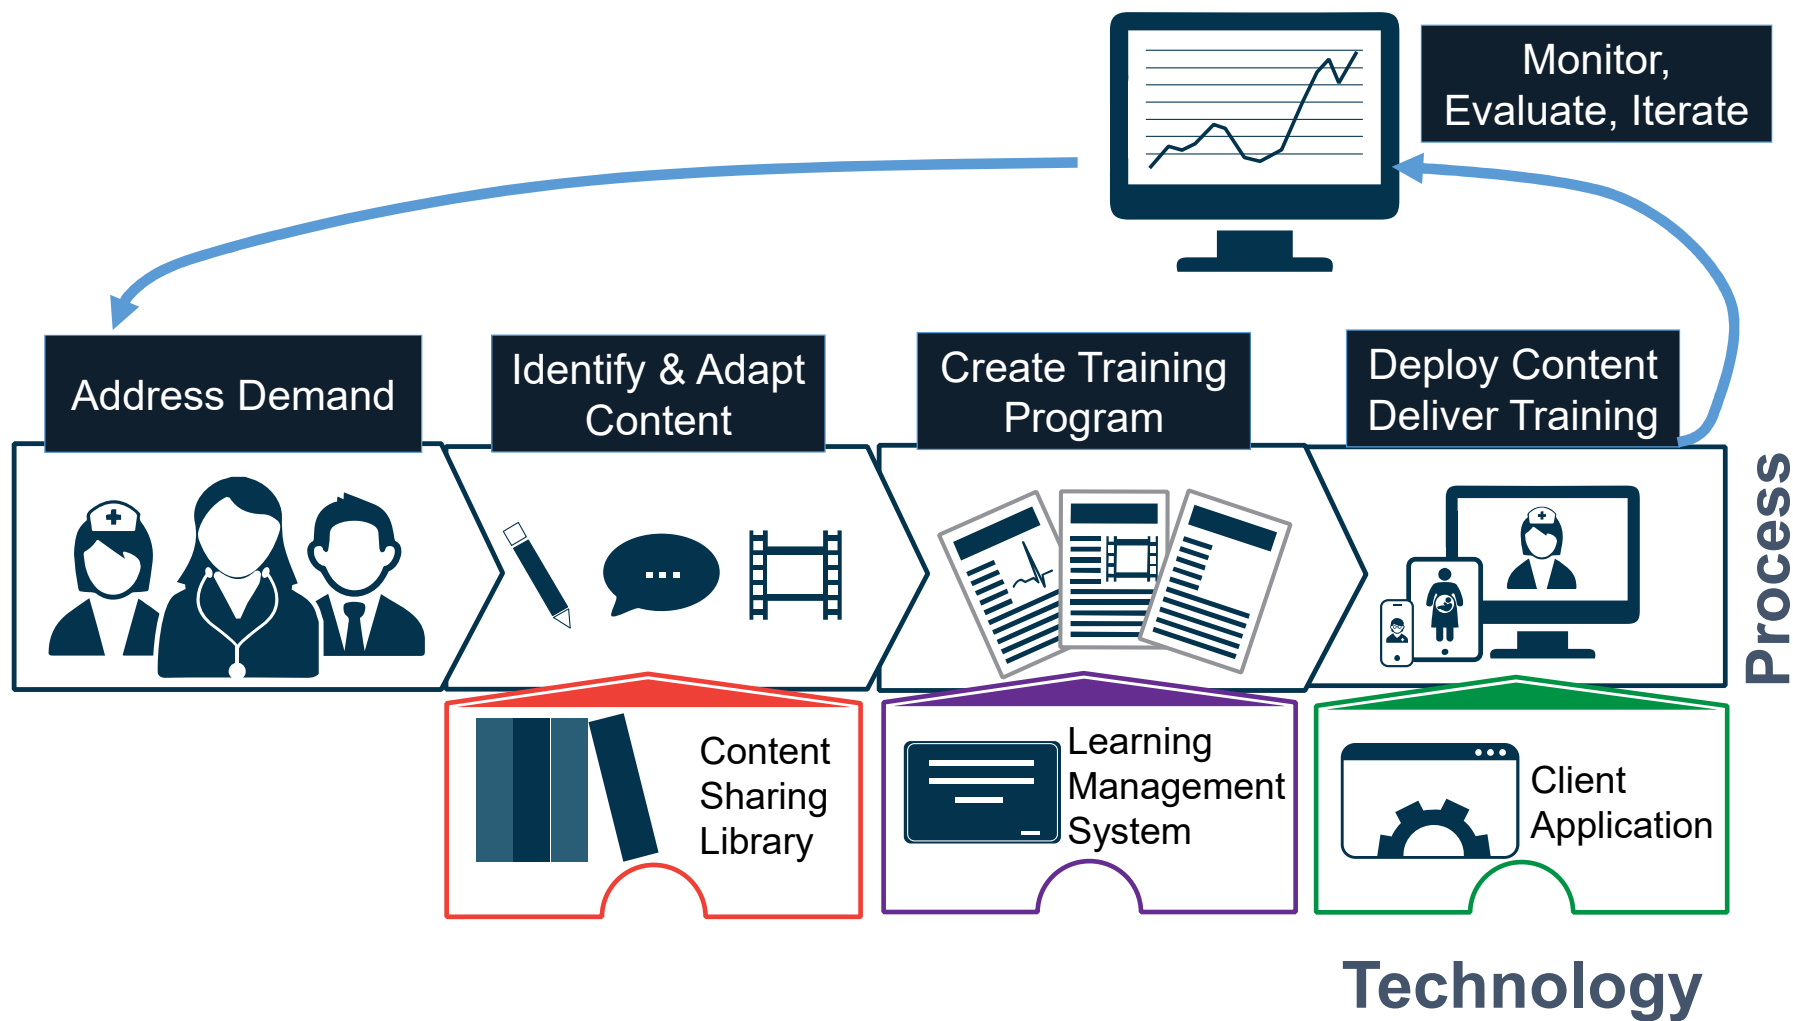 Monitor,
Evaluate, Iterate
Address Demand
Identify & Adapt
Content
Create Training
Program
Deploy Content
Deliver Training
Process
Content
Sharing
Library
Learning
Management
System
Client
Application
Technology